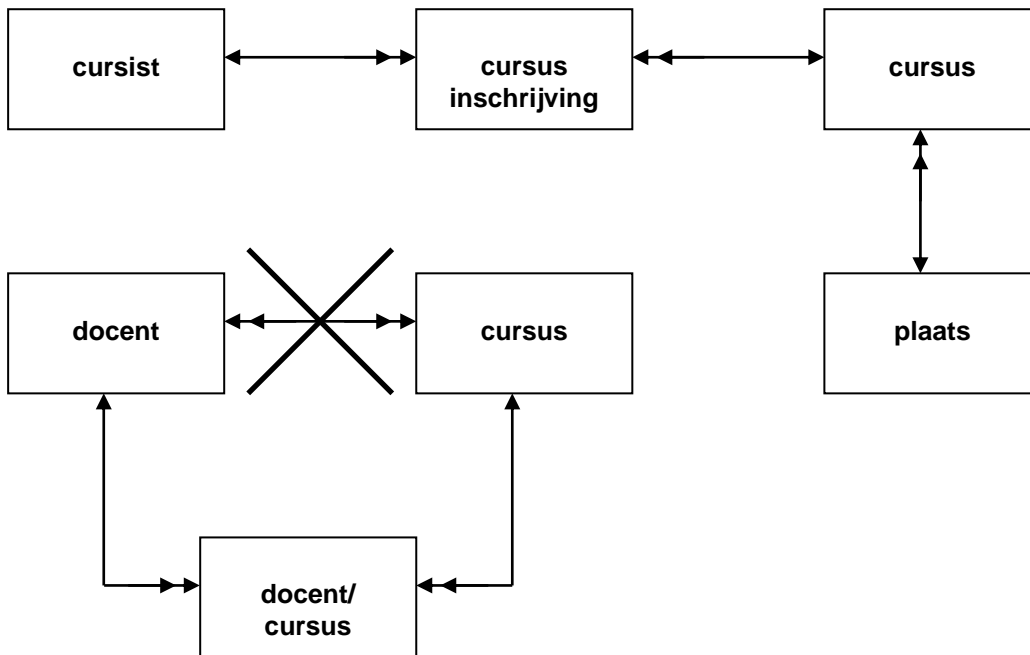 cursist
cursus
inschrijving
cursus
docent
cursus
plaats
docent/
cursus